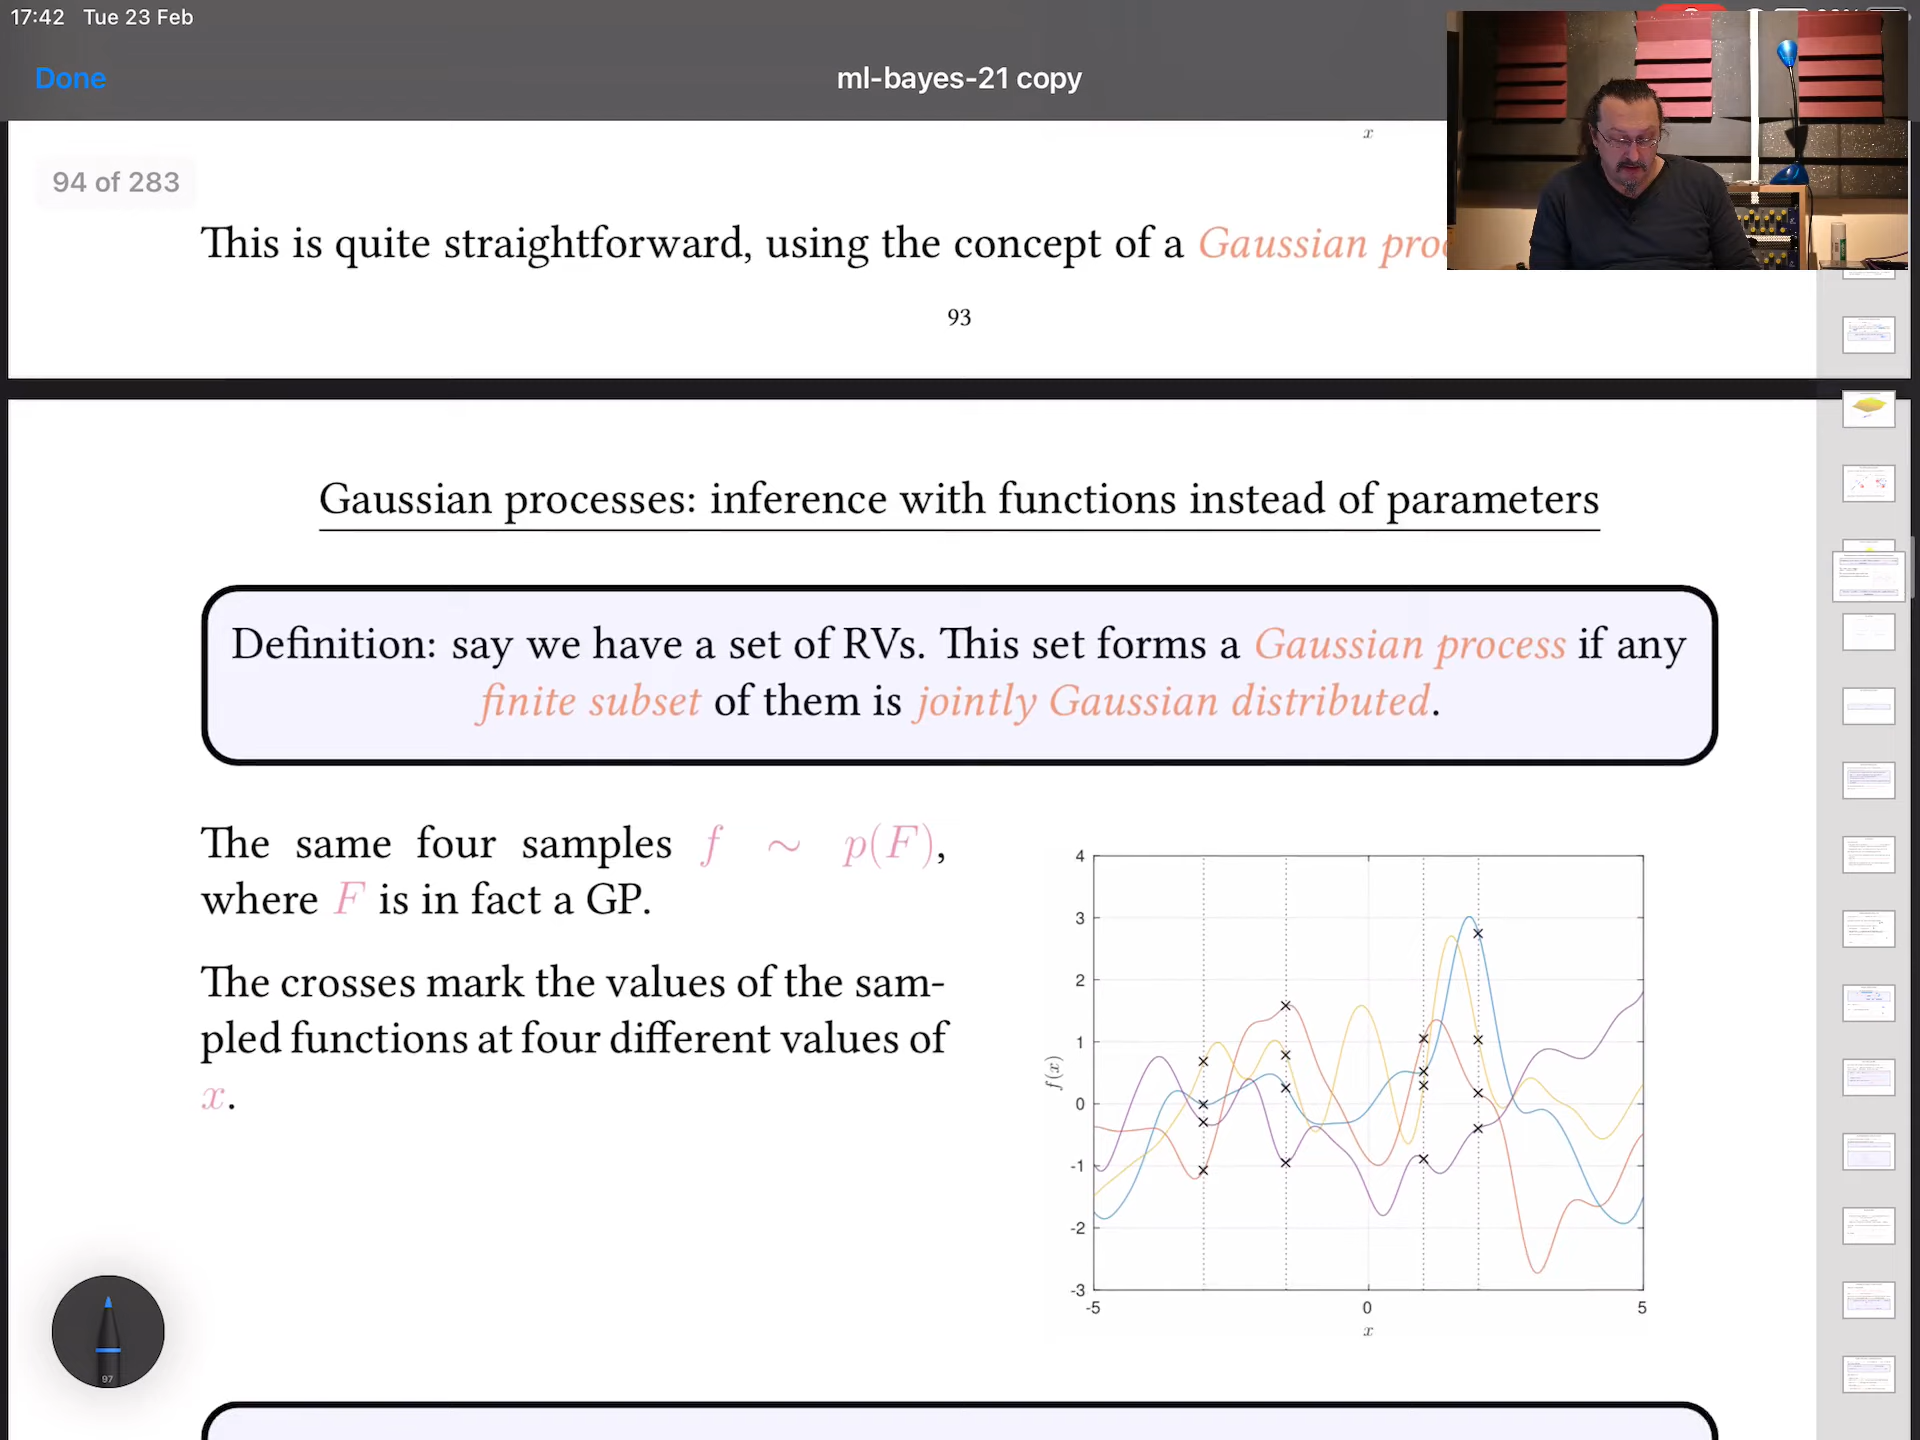 17:42 Tue 23 Feb
Done
ml-bayes-21 copy
x
94 of 283
This is quite straightforward, using the concept of a Gaussian
93
Gaussian processes: inference with functions instead of parameters
Definition: say we have a set of RVs. This set forms a Gaussian process if any
finite subset of them is jointly Gaussian distributed.
The same four samples f ∼ p(F),
where F is in fact a GP.
The crosses mark the values of the sam-
pled functions at four different values of
x.
4
3
2
1
0
-1
-2
-3
f(x)
-5
0
5
x
97